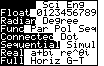 Sci Eng
Float 0123456789
Radian Degree
Func Par Pol Seq
Connected Dot
Sequential Simul
Real a+bi re^θi
Full Horiz G-T